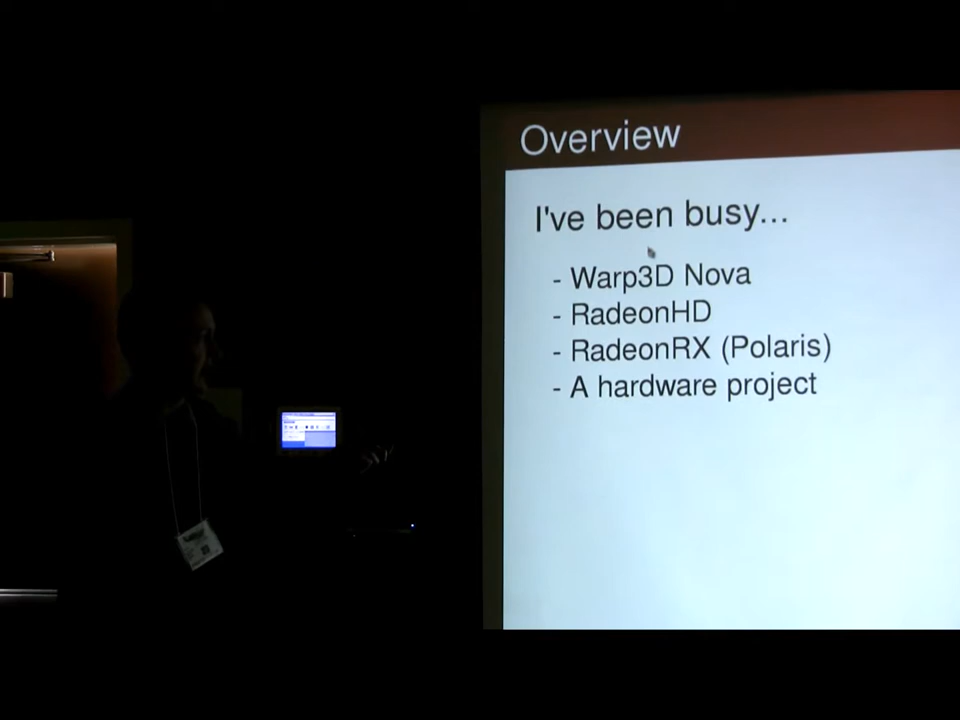 Overview
I've been busy...
- Warp3D Nova
- RadeonHD
- RadeonRX (Polaris)
- A hardware project